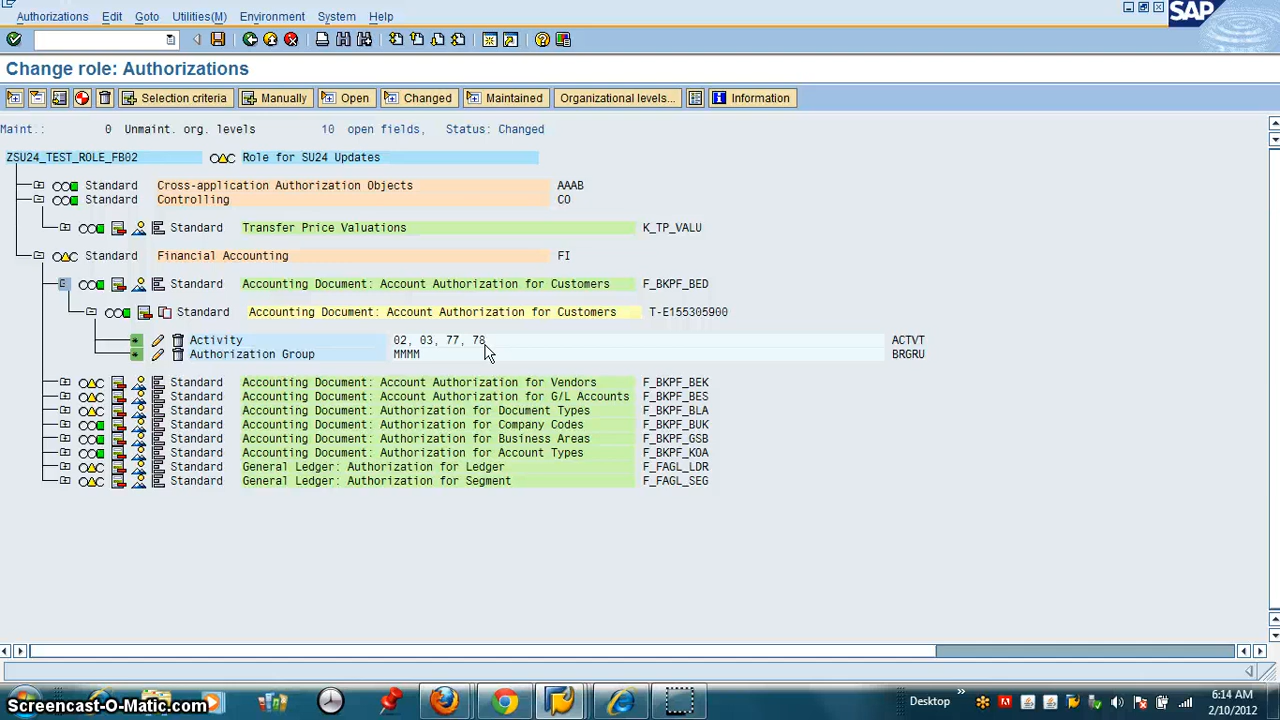 Authorizations Edit Goto Utilities(M) Environment System Help
SAP
Change role: Authorizations
Selection criteria Manually Open Changed Maintained Organizational levels... Information
Maint.: 0 Unmaint. org. levels 10 open fields, Status: Changed
ZSU24_TEST_ROLE_FB02 Role for SU24 Updates
Standard Cross-application Authorization Objects AAAB
Standard Controlling CO
Standard Transfer Price Valuations K_TP_VALU
Standard Financial Accounting FI
Standard Accounting Document: Account Authorization for Customers F_BKPF_BED
Standard Accounting Document: Account Authorization for Customers T-E155305900
Activity 02, 03, 77, 78 ACTVT
Authorization Group MMMM BRGRU
Standard Accounting Document: Account Authorization for Vendors F_BKPF_BEK
Standard Accounting Document: Account Authorization for G/L Accounts F_BKPF_BES
Standard Accounting Document: Authorization for Document Types F_BKPF_BLA
Standard Accounting Document: Authorization for Company Codes F_BKPF_BUK
Standard Accounting Document: Authorization for Business Areas F_BKPF_GSB
Standard Accounting Document: Authorization for Account Types F_BKPF_KOA
Standard General Ledger: Authorization for Ledger F_FAGL_LDR
Standard General Ledger: Authorization for Segment F_FAGL_SEG
Desktop
6:14 AM
2/10/2012
Screencast-O-Matic.com